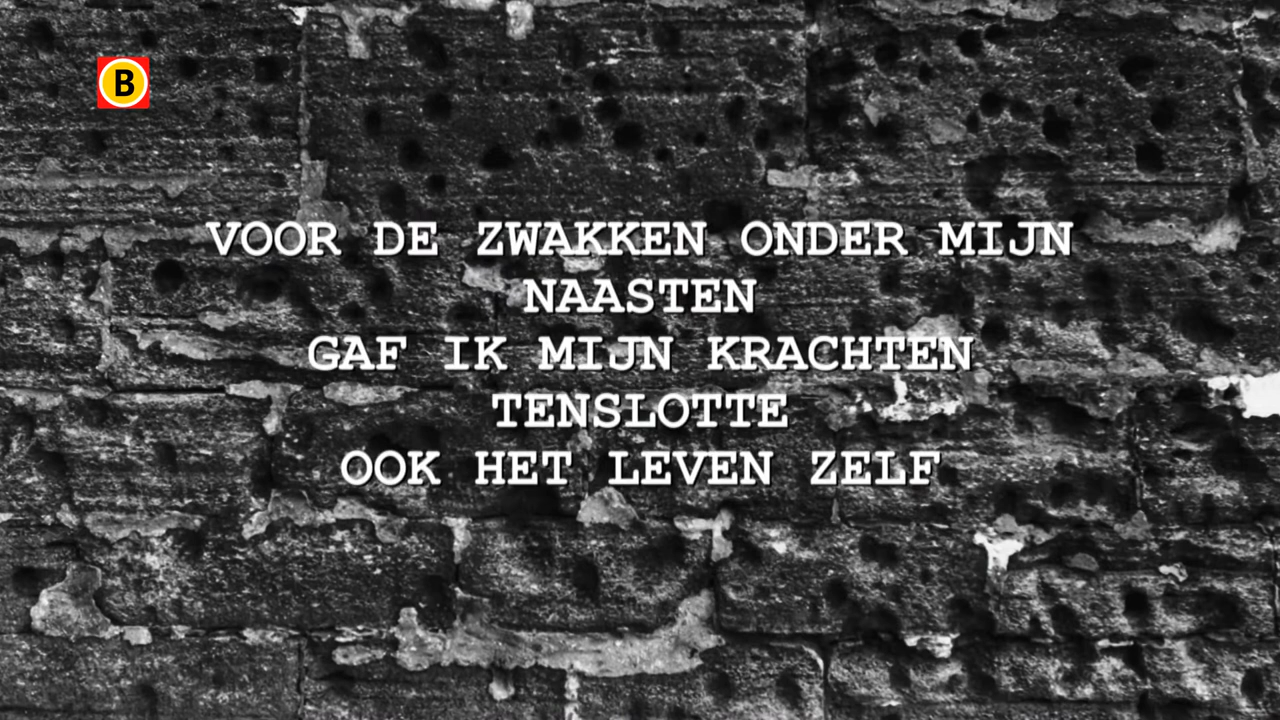 B
VOOR DE ZWAKKEN ONDER MIJN
NAASTEN
GAF IK MIJN KRACHTEN
TENSLOTTE
OOK HET LEVEN ZELF